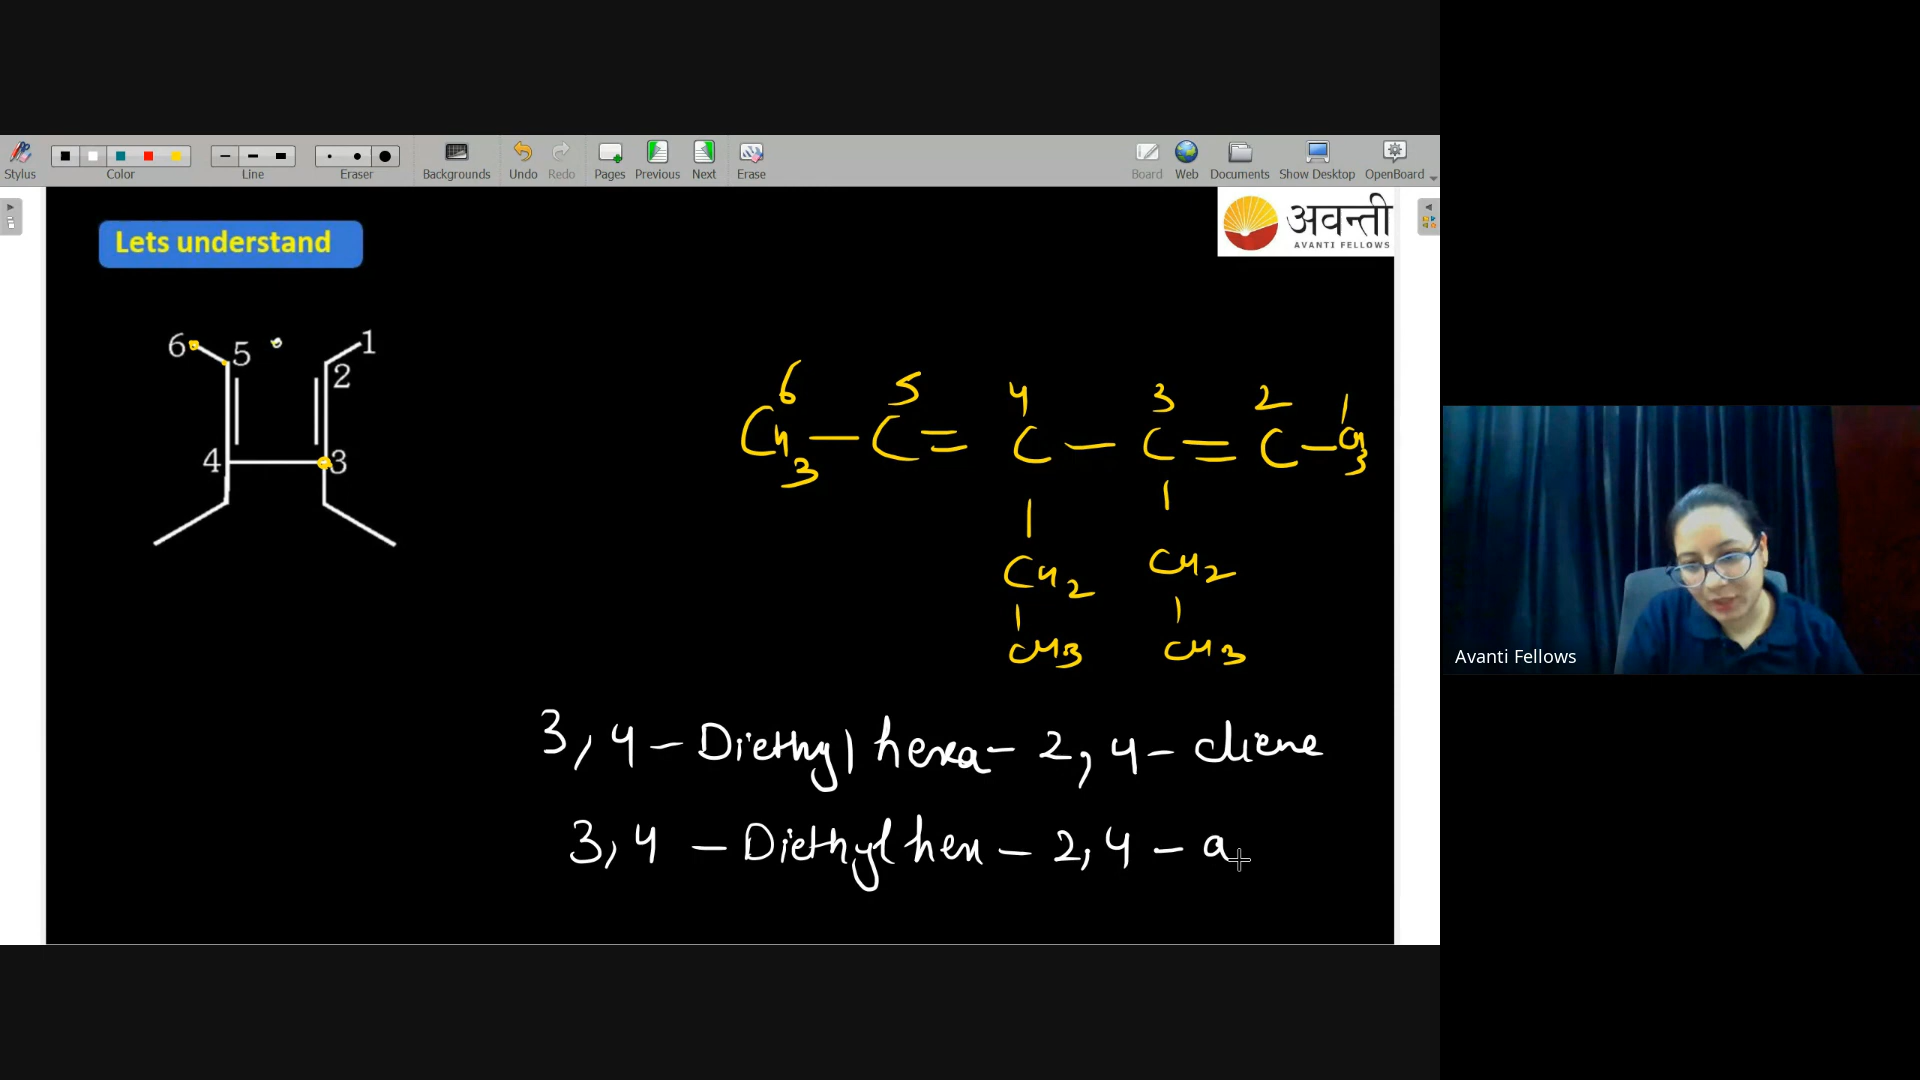 Stylus
Color
Line
Eraser
Backgrounds
Undo
Redo
Pages
Previous
Next
Erase
Board
Web
Documents
Show Desktop
OpenBoard
Lets understand
अवन्ती
AVANTI FELLOWS
6 5 1
2
4 3
6 5 4 3 2 1
CH3 — C = C — C = C — CH3
CH2 CH2
CH3 CH3
3,4 — Diethyl hexa — 2,4 — diene
3,4 — Diethyl hex — 2,4 — a
Avanti Fellows